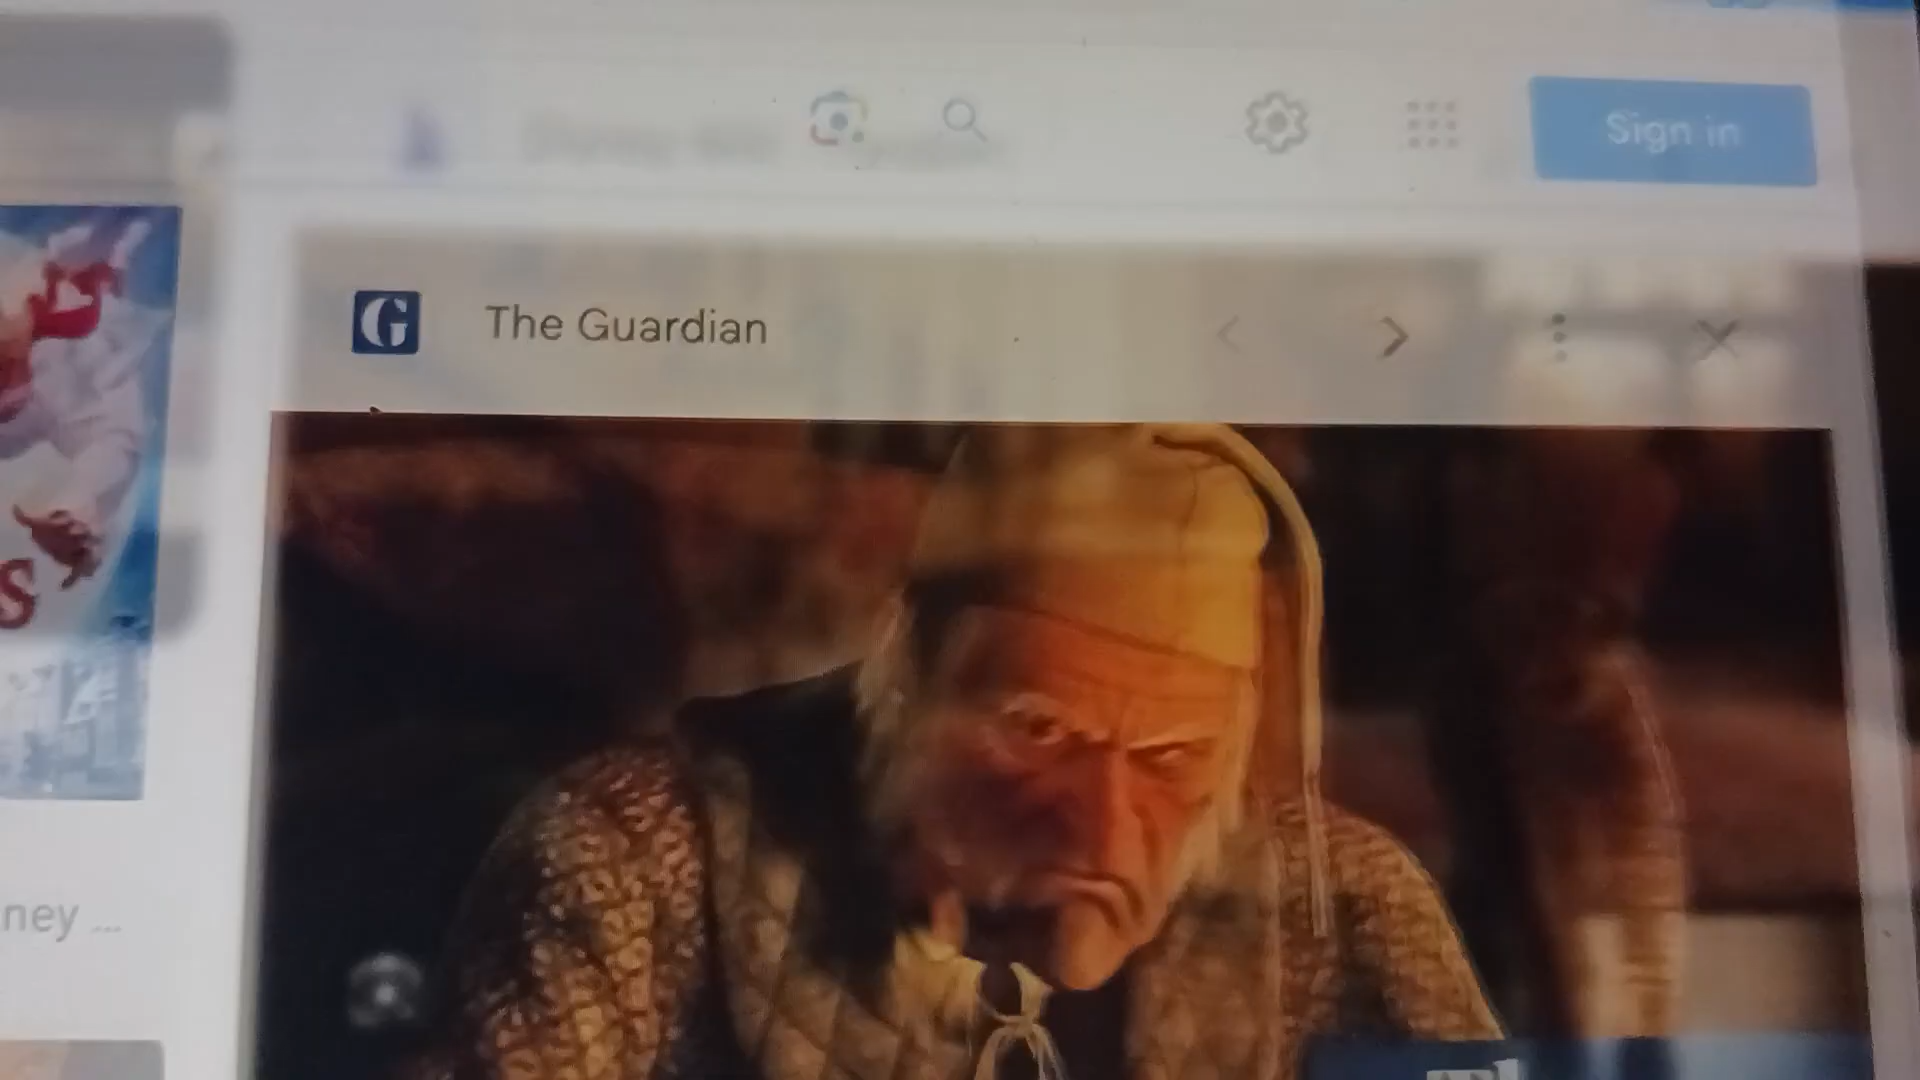 Sign in
G The Guardian
S
S
ney ...